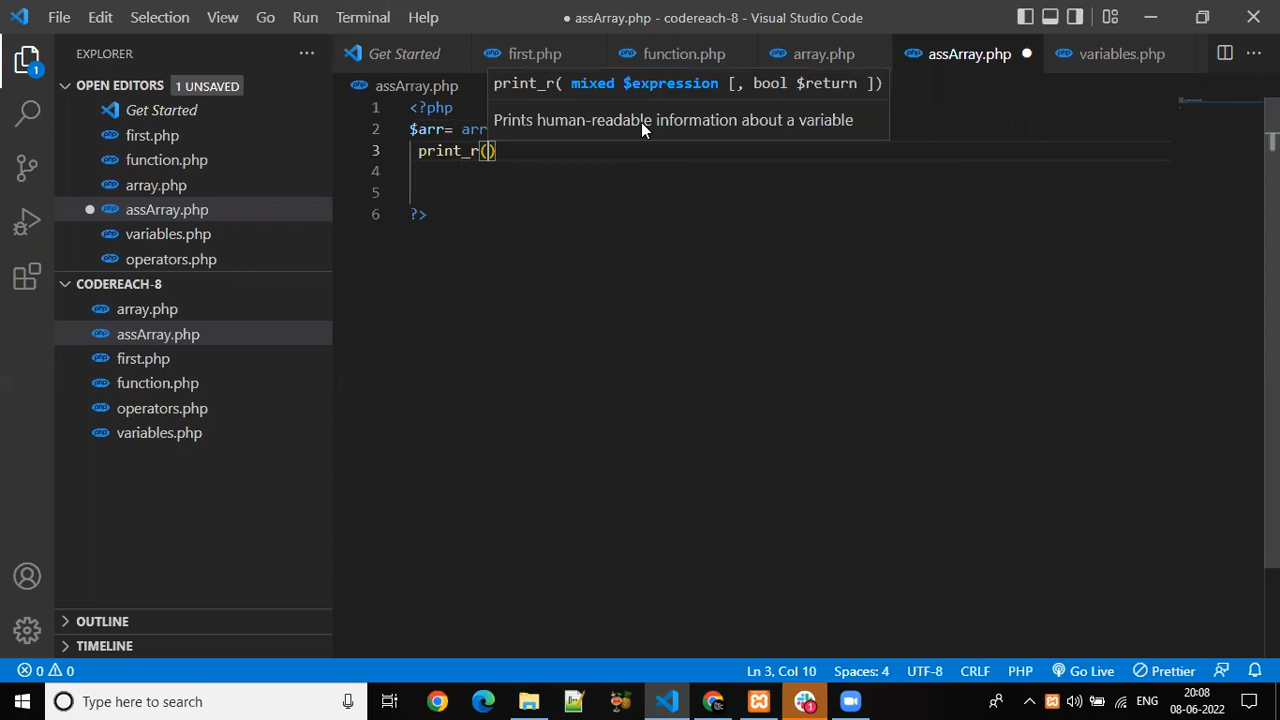 File Edit Selection View Go Run Terminal Help
● assArray.php - codereach-8 - Visual Studio Code
EXPLORER
Get Started
first.php
function.php
array.php
assArray.php
variables.php
OPEN EDITORS
1 UNSAVED
Get Started
first.php
function.php
array.php
assArray.php
variables.php
operators.php
CODEREACH-8
array.php
assArray.php
first.php
function.php
operators.php
variables.php
OUTLINE
TIMELINE
assArray.php
print_r( mixed $expression [, bool $return ])
Prints human-readable information about a variable
1 <?php
2 $arr= arr
3 print_r()
4
5
6 ?>
0 0
Ln 3, Col 10
Spaces: 4
UTF-8
CRLF
PHP
Go Live
Prettier
Type here to search
ENG
20:08
08-06-2022